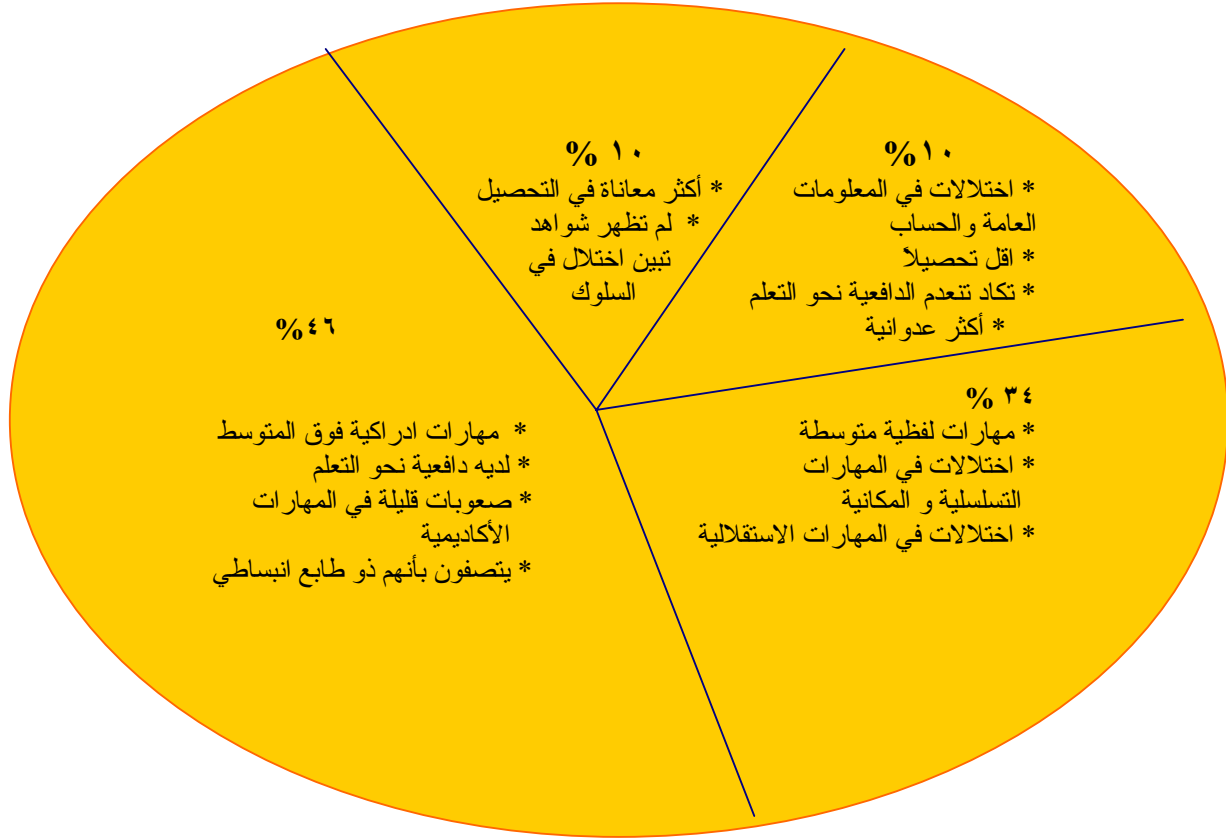 ١٠%
* اختلالات في المعلومات
العامة والحساب
* اقل تحصيلاً
* تكاد تنعدم الدافعية نحو التعلم
* أكثر عدوانية
١٠ %
* أكثر معاناة في التحصيل
* لم تظهر شواهد
تبين اختلال في
السلوك
٣٤ %
* مهارات لفظية متوسطة
* اختلالات في المهارات
التسلسلية و المكانية
* اختلالات في المهارات الاستقلالية
٤٦%
* مهارات ادراكية فوق المتوسط
* لديه دافعية نحو التعلم
* صعوبات قليلة في المهارات
الأكاديمية
* يتصفون بأنهم ذو طابع انبساطي